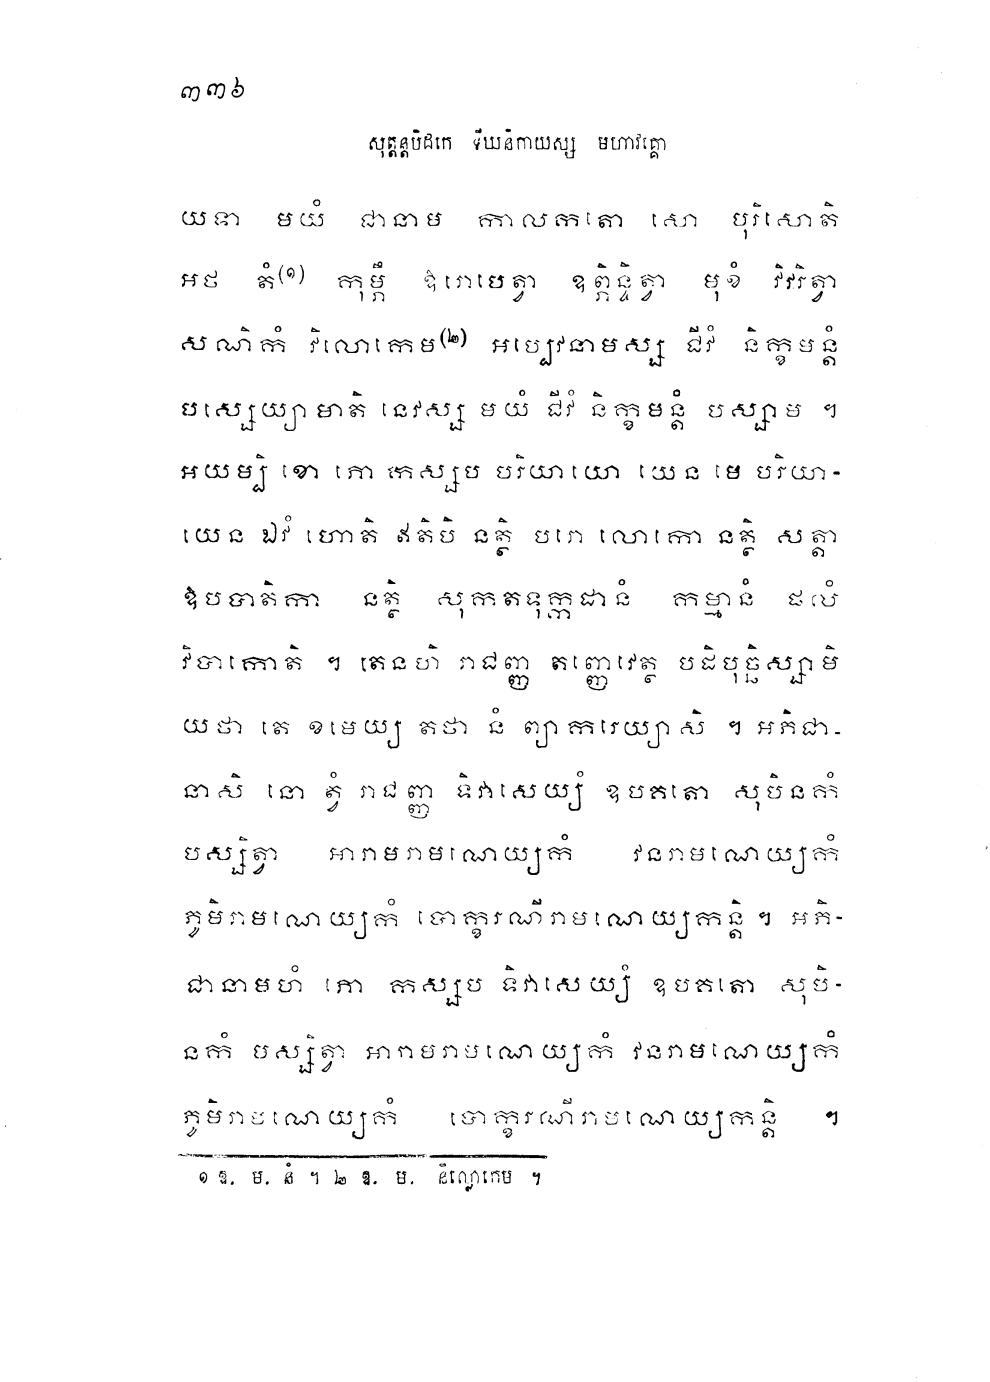 ៣៣៦
សុត្តន្តបិដកេ ទីឃនិកាយស្ស មហាវគ្គោ
យទា មយំ ជានាម កាលកតោ សោ បុរិសោតិ
អថ តំ(១) កុម្ភឹ ឱរោបេត្វា ឧព្ភិន្ទិត្វា មុខំ វិវរិត្វា
សណិកំ វិលោកេម(២) អប្បេវនាមស្ស ជីវំ និក្ខមន្តំ
បស្សេយ្យាមាតិ នេវស្ស មយំ ជីវំ និក្ខមន្តំ បស្សាម ។
អយម្បិ ខោ ភោ កស្សប បរិយាយោ យេន មេ បរិយា-
យេន ឯវំ ហោតិ ឥតិបិ នត្ថិ បរោ លោកោ នត្ថិ សត្តា
ឱបបាតិកា នត្ថិ សុកតទុក្កដានំ កម្មានំ ផលំ
វិបាកោតិ ។ តេនហិ រាជញ្ញ តញ្ញេវេត្ថ បដិបុច្ឆិស្សាមិ
យថា តេ ខមេយ្យ តថា នំ ព្យាករេយ្យាសិ ។ អភិជា-
នាសិ នោ ត្វំ រាជញ្ញ ទិវាសេយ្យំ ឧបគតោ សុបិនកំ
បស្សិត្វា អារាមរាមណេយ្យកំ វនរាមណេយ្យកំ
ភូមិរាមណេយ្យកំ បោក្ខរណីរាមណេយ្យកន្តិ ។ អភិ-
ជានាមហំ ភោ កស្សប ទិវាសេយ្យំ ឧបគតោ សុបិ-
នកំ បស្សិត្វា អារាមរាមណេយ្យកំ វនរាមណេយ្យកំ
ភូមិរាមណេយ្យកំ បោក្ខរណីរាមណេយ្យកន្តិ ។
១ ឱ. ម. នំ ។ ២ ឱ. ម. និល្លោកេម ។